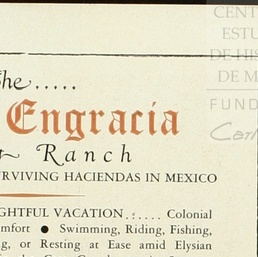 CENT
ESTU
DE HIS
DE M
FUND
Carl
The.....
Engracia
Ranch
RVIVING HACIENDAS IN MEXICO
GHTFUL VACATION...... Colonial
mfort ● Swimming, Riding, Fishing,
g, or Resting at Ease amid Elysian